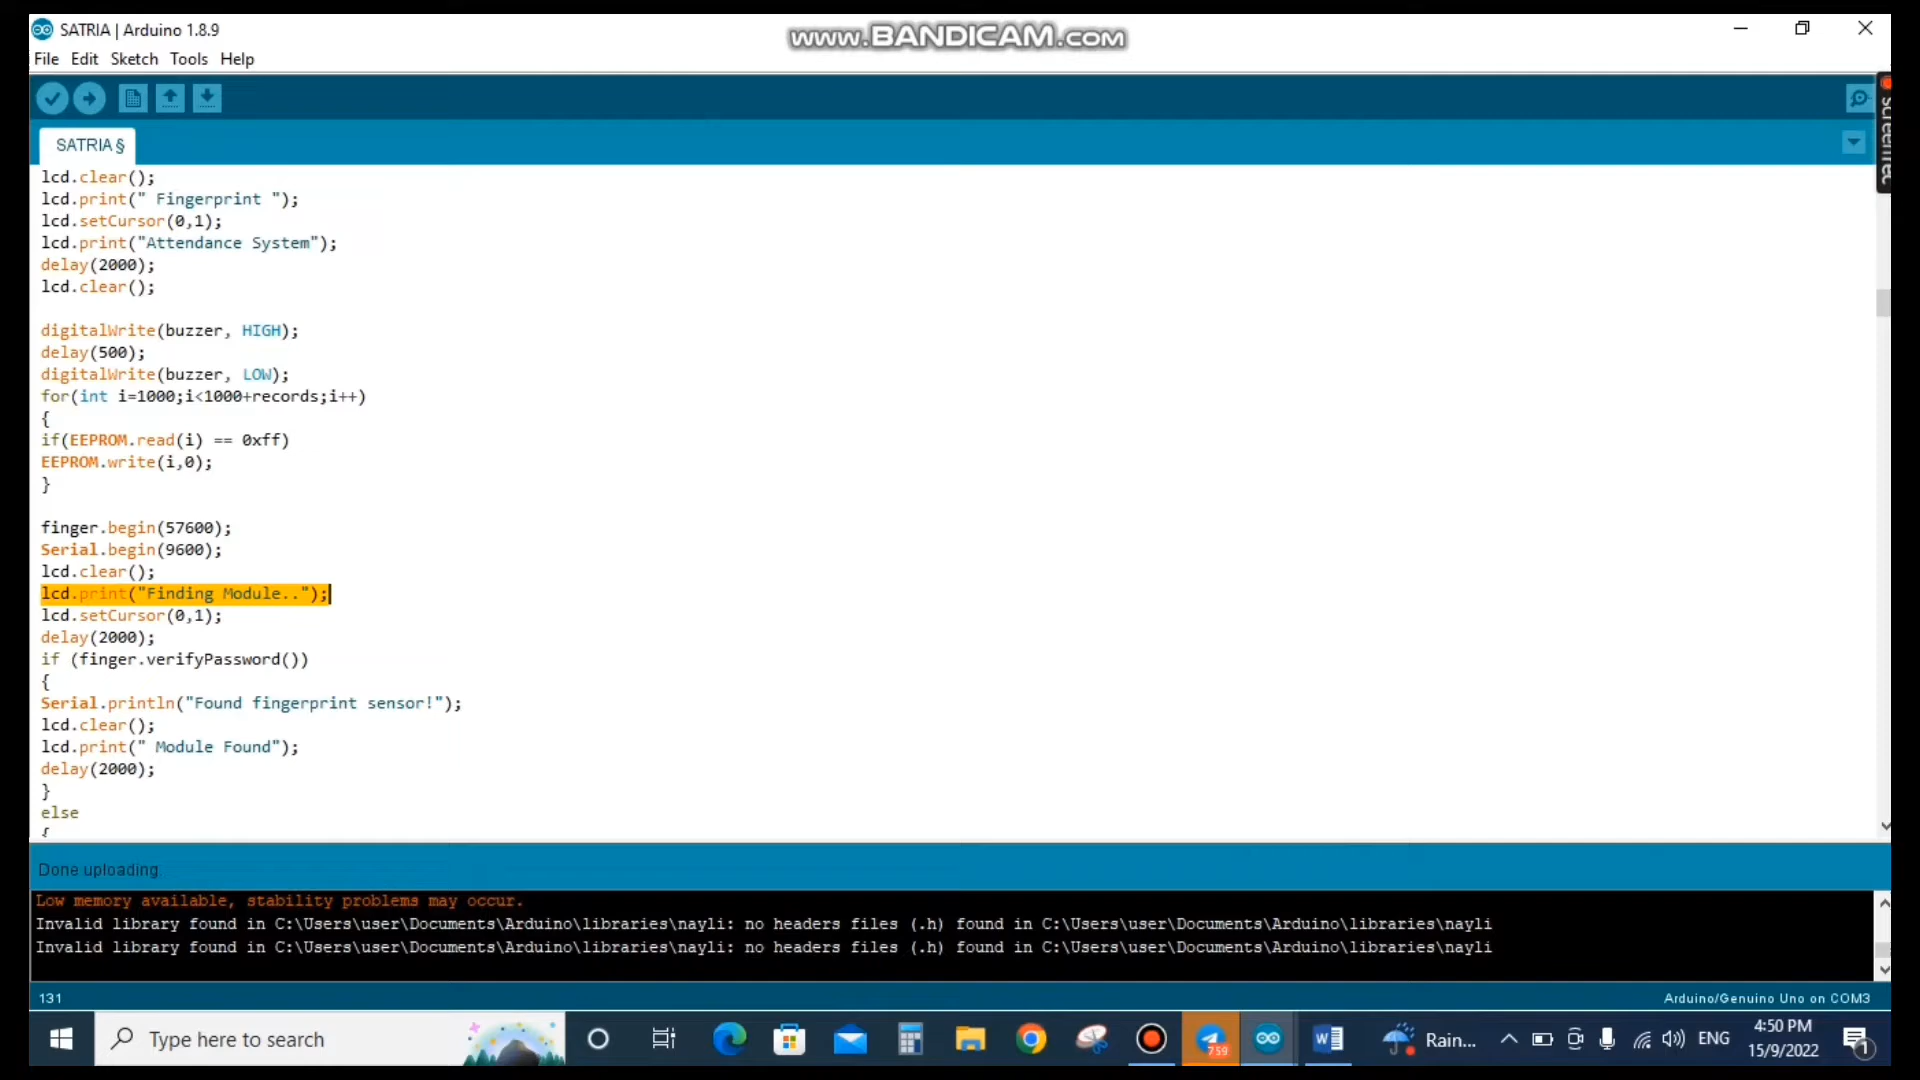 SATRIA | Arduino 1.8.9
www.BANDICAM.com
File Edit Sketch Tools Help
screenrec
SATRIA §
lcd.clear();
lcd.print(" Fingerprint ");
lcd.setCursor(0,1);
lcd.print("Attendance System");
delay(2000);
lcd.clear();
digitalWrite(buzzer, HIGH);
delay(500);
digitalWrite(buzzer, LOW);
for(int i=1000;i<1000+records;i++)
{
if(EEPROM.read(i) == 0xff)
EEPROM.write(i,0);
}
finger.begin(57600);
Serial.begin(9600);
lcd.clear();
lcd.print("Finding Module..");
lcd.setCursor(0,1);
delay(2000);
if (finger.verifyPassword())
{
Serial.println("Found fingerprint sensor!");
lcd.clear();
lcd.print(" Module Found");
delay(2000);
}
else
{
Done uploading.
Low memory available, stability problems may occur.
Invalid library found in C:\Users\user\Documents\Arduino\libraries\nayli: no headers files (.h) found in C:\Users\user\Documents\Arduino\libraries\nayli
Invalid library found in C:\Users\user\Documents\Arduino\libraries\nayli: no headers files (.h) found in C:\Users\user\Documents\Arduino\libraries\nayli
131
Arduino/Genuino Uno on COM3
Type here to search
759
Rain...
ENG
4:50 PM
15/9/2022
1